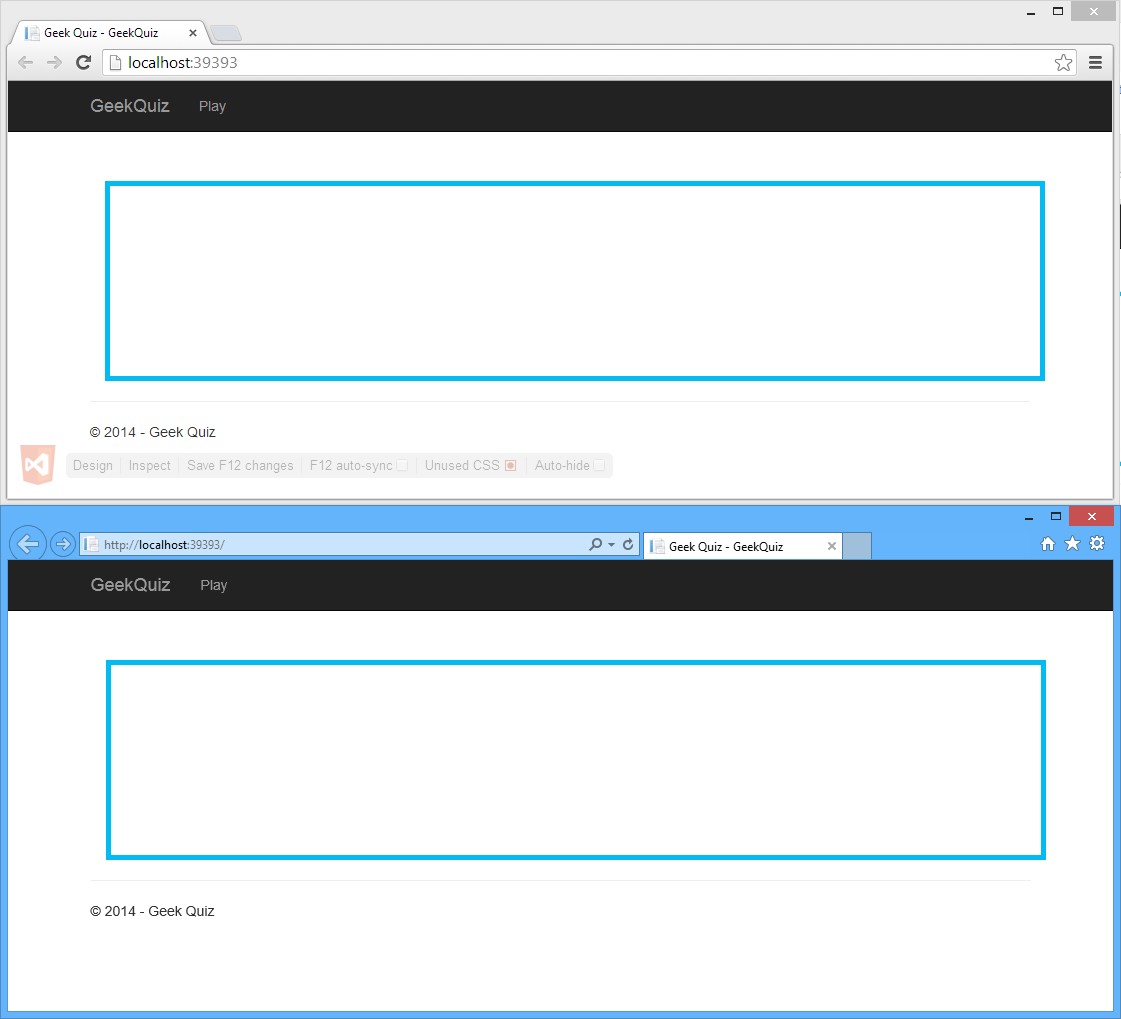 Geek Quiz - GeekQuiz
localhost:39393
GeekQuiz Play
© 2014 - Geek Quiz
Design Inspect Save F12 changes F12 auto-sync Unused CSS Auto-hide
http://localhost:39393/ Geek Quiz - GeekQuiz
GeekQuiz Play
© 2014 - Geek Quiz